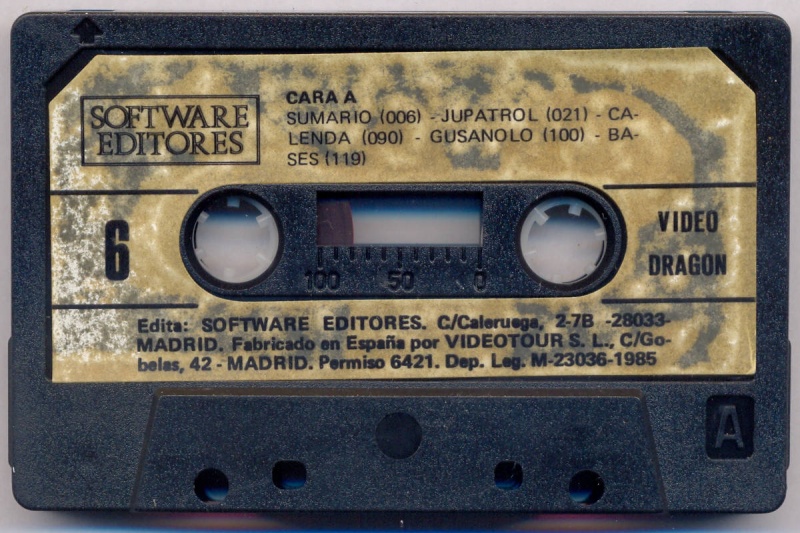 SOFTWARE
EDITORES
CARA A
SUMARIO (006) - JUPATROL (021) - CA-
LENDA (090) - GUSANOLO (100) - BA-
SES (119)
6
VIDEO
DRAGON
100 50 0
Edita: SOFTWARE EDITORES. C/Caleruega, 2-7B -28033-
MADRID. Fabricado en España por VIDEOTOUR S. L., C/Go-
belas, 42 - MADRID. Permiso 6421. Dep. Leg. M-23036-1985
A